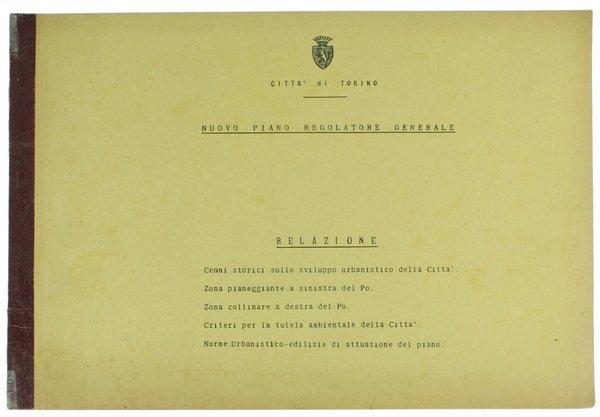 CITTA' di TORINO
NUOVO PIANO REGOLATORE GENERALE
RELAZIONE
Cenni storici sullo sviluppo urbanistico della Citta'.
Zona pianeggiante a sinistra del Po.
Zona collinare a destra del Po.
Criteri per la tutela ambientale della Citta'.
Norme.Urbanistico-edilizie di attuazione del piano.